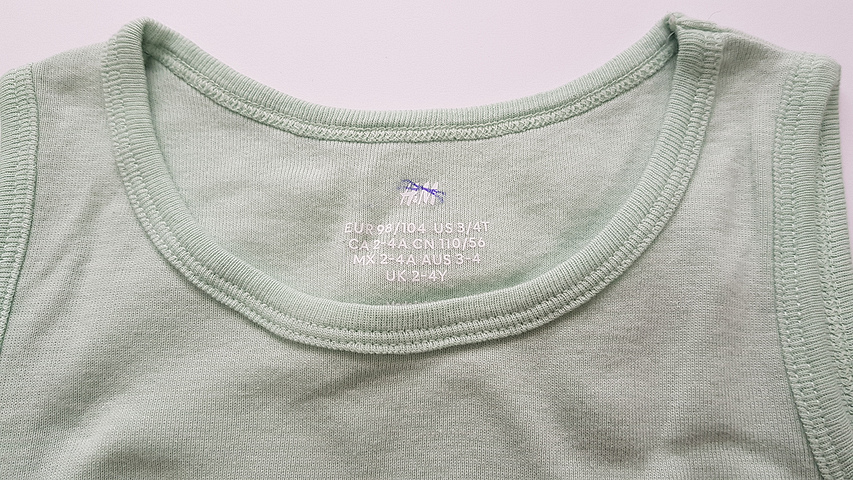 H&M
EUR 98/104 US 3/4T
CA 2-4A CN 110/56
MX 2-4A AUS 3-4
UK 2-4Y